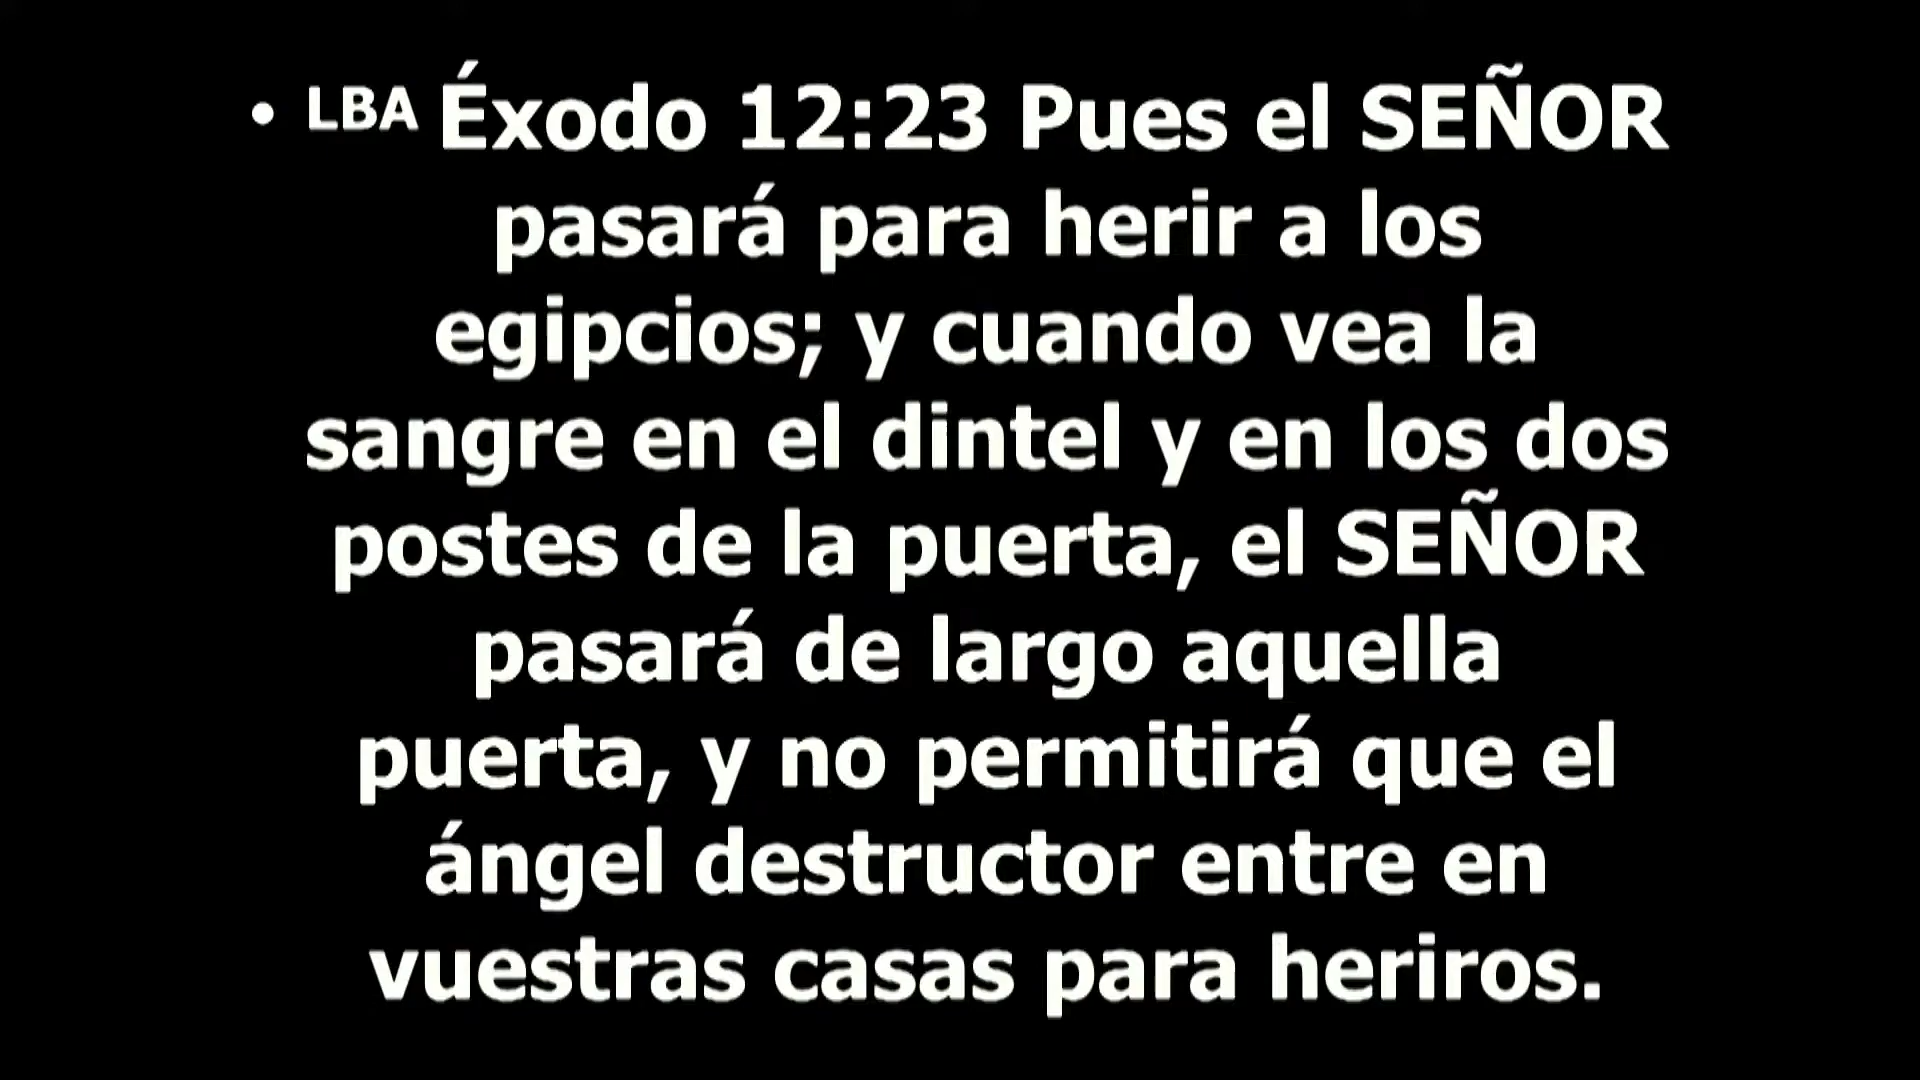 • LBA Éxodo 12:23 Pues el SEÑOR
pasará para herir a los
egipcios; y cuando vea la
sangre en el dintel y en los dos
postes de la puerta, el SEÑOR
pasará de largo aquella
puerta, y no permitirá que el
ángel destructor entre en
vuestras casas para heriros.